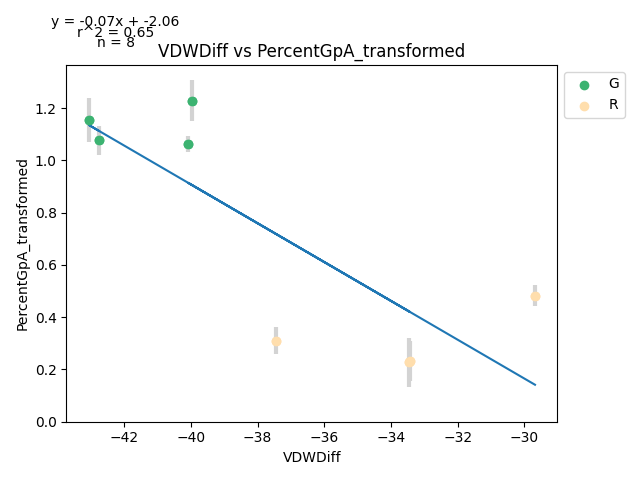 y = -0.07x + -2.06
r^2 = 0.65
n = 8
VDWDiff vs PercentGpA_transformed
G
R
PercentGpA_transformed
1.2
1.0
0.8
0.6
0.4
0.2
0.0
−42 −40 −38 −36 −34 −32 −30
VDWDiff